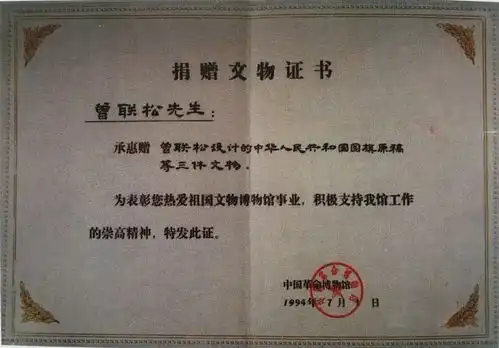 捐赠文物证书
曾联松先生：
承惠赠 曾联松设计的中华人民共和国国旗原稿
等三件文物。
为表彰您热爱祖国文物博物馆事业，积极支持我馆工作
的崇高精神，特发此证。
中国革命博物馆
1994年7月 日